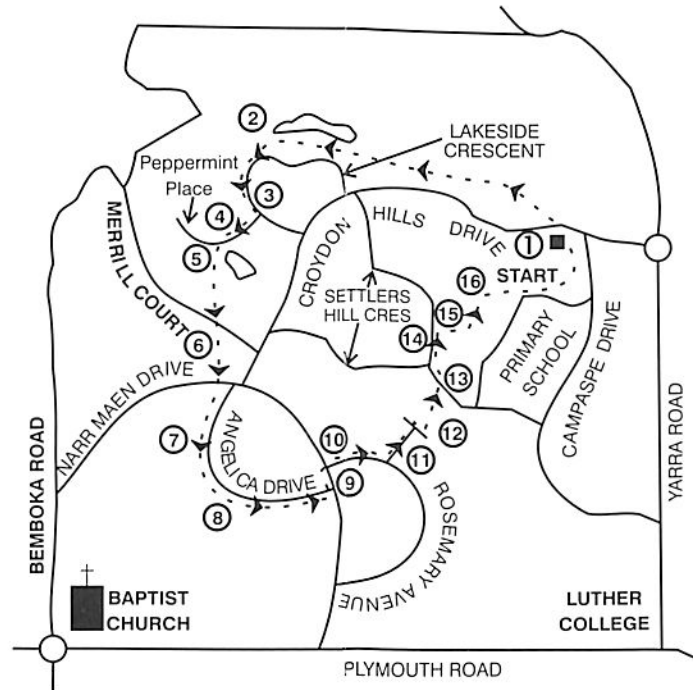 2
LAKESIDE
CRESCENT
Peppermint
Place
3
4
5
HILLS DRIVE
CROYDON
1
START
16
MERRILL COURT
SETTLERS
HILL CRES
15
14
PRIMARY
SCHOOL
CAMPASPE DRIVE
6
13
NARR MAEN DRIVE
YARRA ROAD
BEMBOKA ROAD
7
ANGELICA DRIVE
10
12
11
9
8
ROSEMARY AVENUE
BAPTIST
CHURCH
LUTHER
COLLEGE
PLYMOUTH ROAD